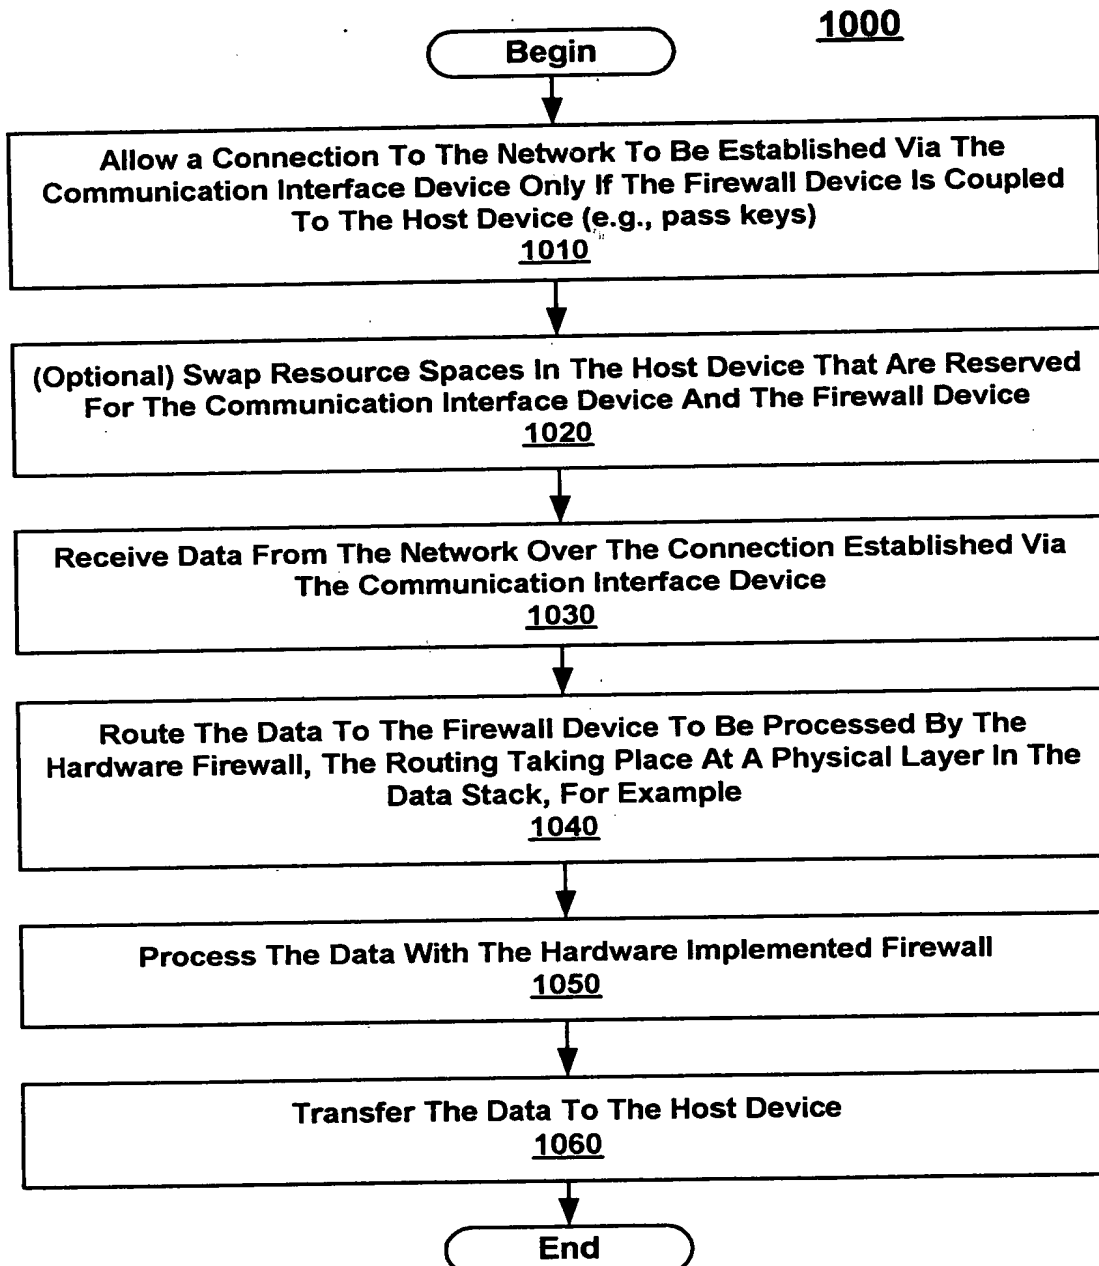 1000
Begin
Allow a Connection To The Network To Be Established Via The
Communication Interface Device Only If The Firewall Device Is Coupled
To The Host Device (e.g., pass keys)
1010
(Optional) Swap Resource Spaces In The Host Device That Are Reserved
For The Communication Interface Device And The Firewall Device
1020
Receive Data From The Network Over The Connection Established Via
The Communication Interface Device
1030
Route The Data To The Firewall Device To Be Processed By The
Hardware Firewall, The Routing Taking Place At A Physical Layer In The
Data Stack, For Example
1040
Process The Data With The Hardware Implemented Firewall
1050
Transfer The Data To The Host Device
1060
End